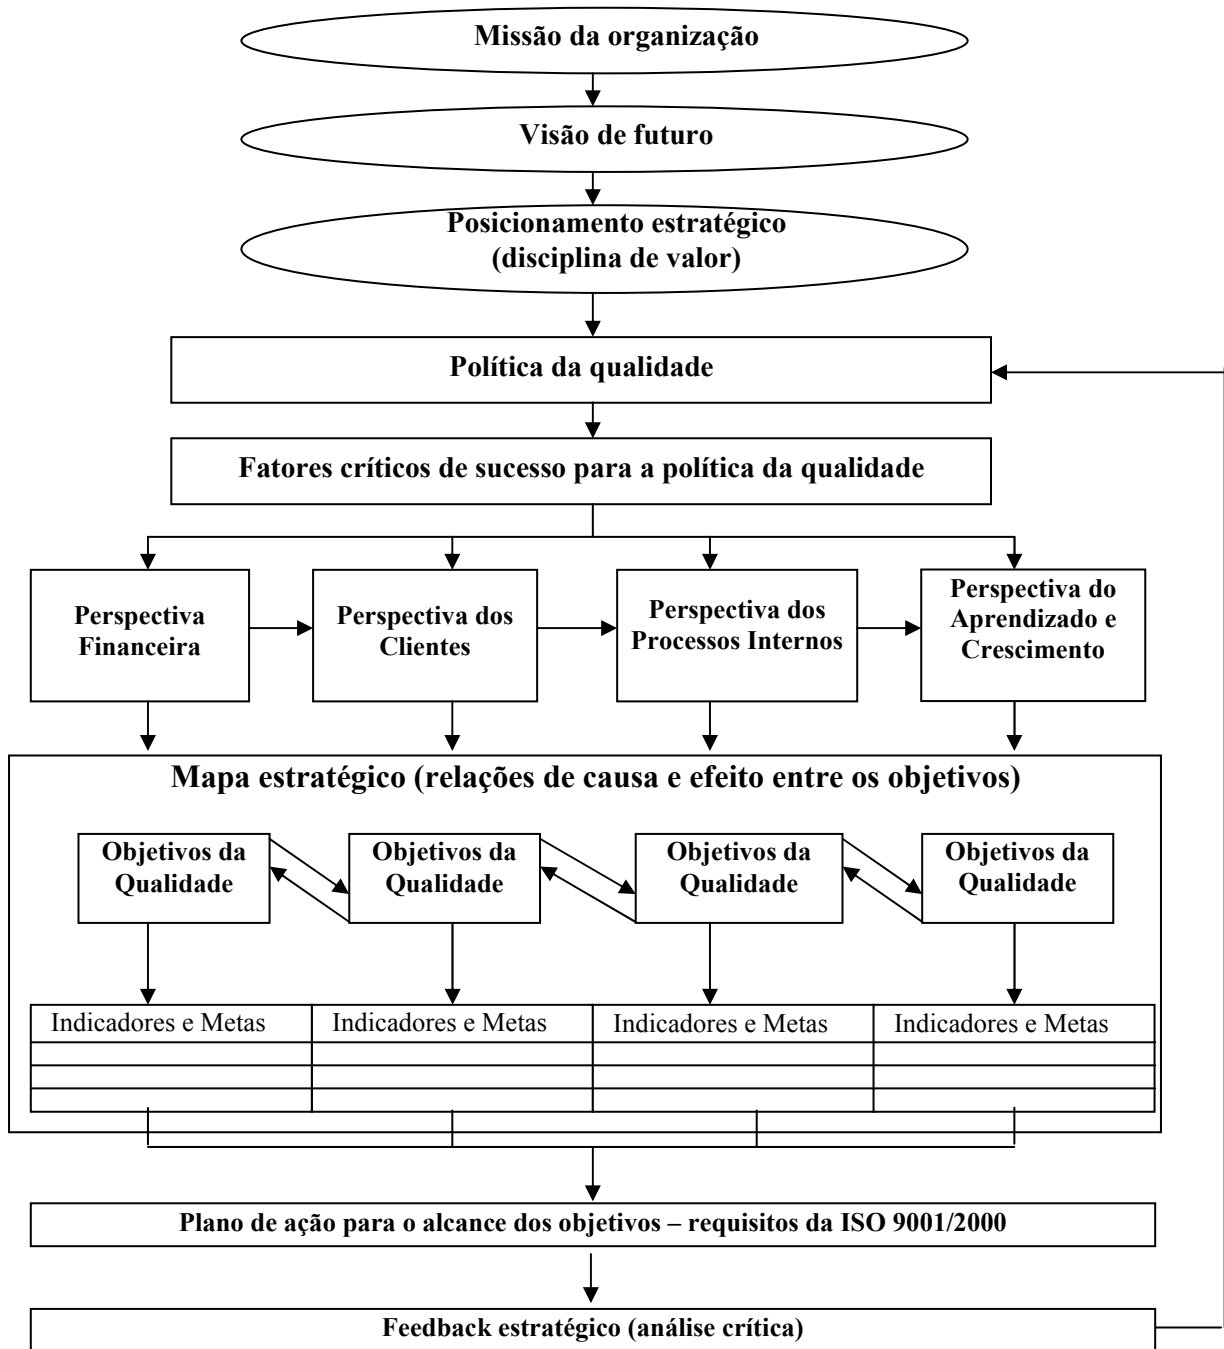 Missão da organização
Visão de futuro
Posicionamento estratégico
(disciplina de valor)
Política da qualidade
Fatores críticos de sucesso para a política da qualidade
Perspectiva
Financeira
Perspectiva dos
Clientes
Perspectiva dos
Processos Internos
Perspectiva do
Aprendizado e
Crescimento
Mapa estratégico (relações de causa e efeito entre os objetivos)
Objetivos da
Qualidade
Objetivos da
Qualidade
Objetivos da
Qualidade
Objetivos da
Qualidade
Indicadores e Metas
Indicadores e Metas
Indicadores e Metas
Indicadores e Metas
Plano de ação para o alcance dos objetivos – requisitos da ISO 9001/2000
Feedback estratégico (análise crítica)